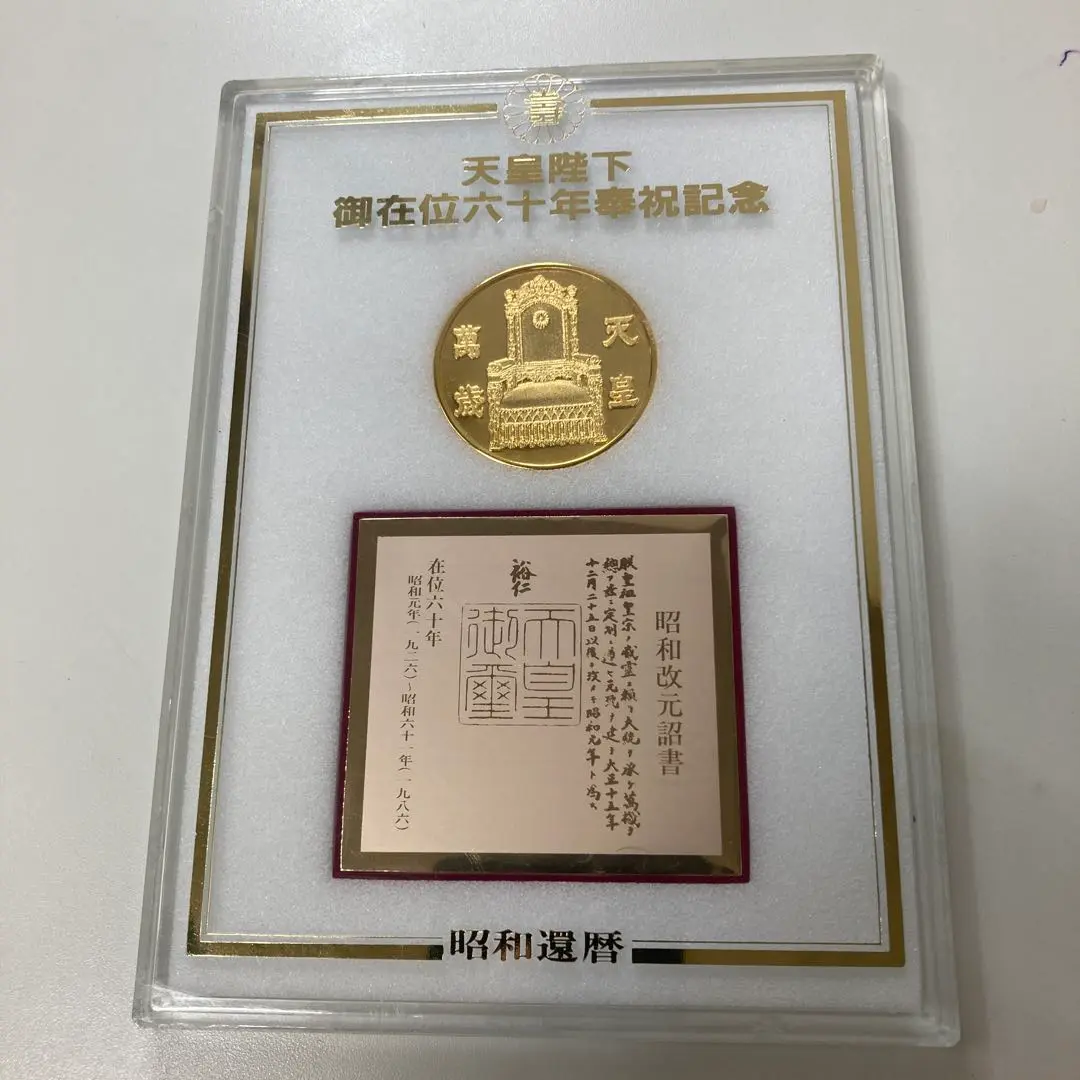 天皇陛下
御在位六十年奉祝記念
天皇
萬歳
昭和改元詔書
朕皇祖皇宗ノ威靈ニ頼リ大統ヲ承ケ萬機ヲ
總フ茲ニ定制ニ遵ヒ元號ヲ建テ大正十五年
十二月二十五日以後ヲ改メテ昭和元年ト為ス
裕仁
天皇
御璽
在位六十年
昭和元年(一九二六)〜昭和六十一年(一九八六)
昭和還暦